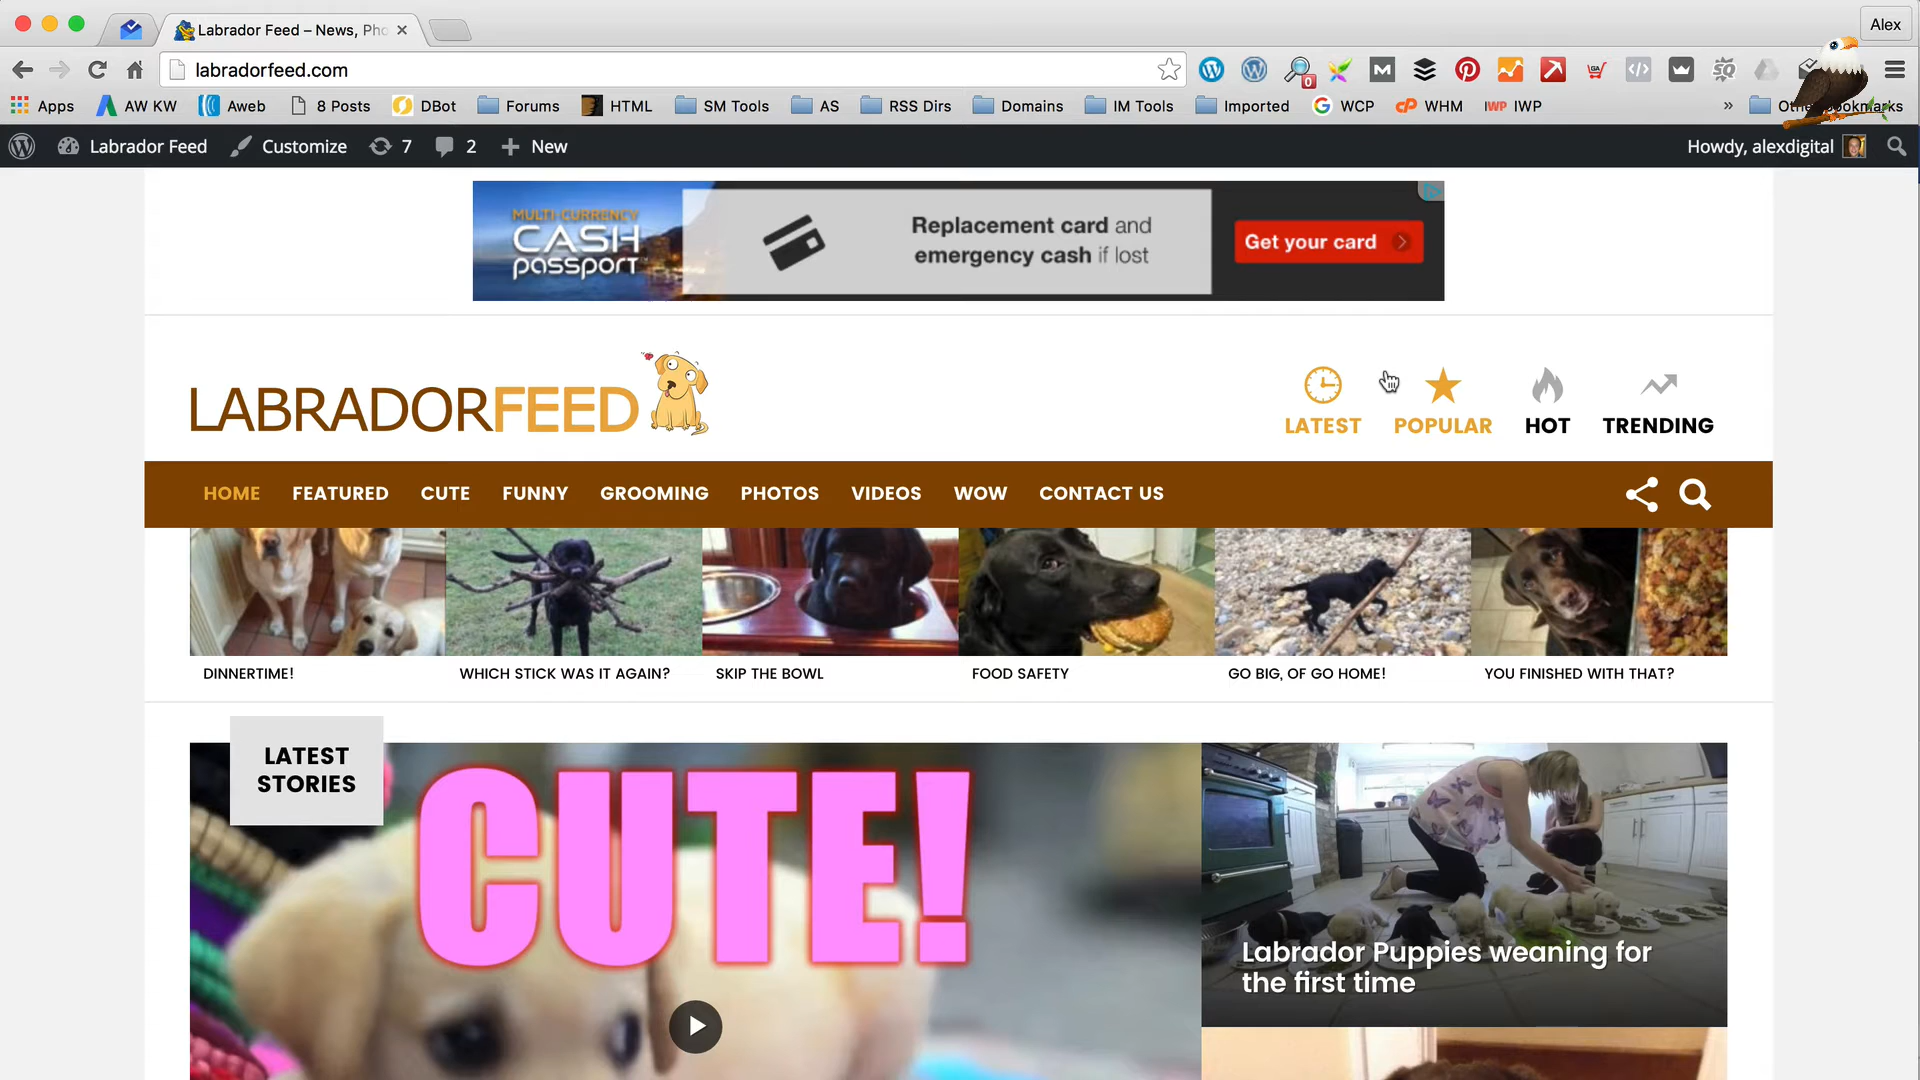 Alex
Labrador Feed – News, Pho
labradorfeed.com
0
Apps AW KW Aweb 8 Posts DBot Forums HTML SM Tools AS RSS Dirs Domains IM Tools Imported WCP WHM IWP IWP » Bookmarks
Labrador Feed Customize 7 2 New Howdy, alexdigital
MULTI-CURRENCY
CASH
passport
Replacement card and
emergency cash if lost
Get your card
LABRADORFEED
LATEST POPULAR HOT TRENDING
HOME FEATURED CUTE FUNNY GROOMING PHOTOS VIDEOS WOW CONTACT US
DINNERTIME! WHICH STICK WAS IT AGAIN? SKIP THE BOWL FOOD SAFETY GO BIG, OF GO HOME! YOU FINISHED WITH THAT?
LATEST
STORIES
CUTE!
Labrador Puppies weaning for
the first time